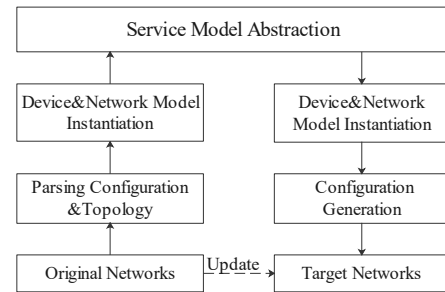 Service Model Abstraction
Device&Network Model
Instantiation
Device&Network
Model Instantiation
Parsing Configuration
&Topology
Configuration
Generation
Original Networks
Update
Target Networks